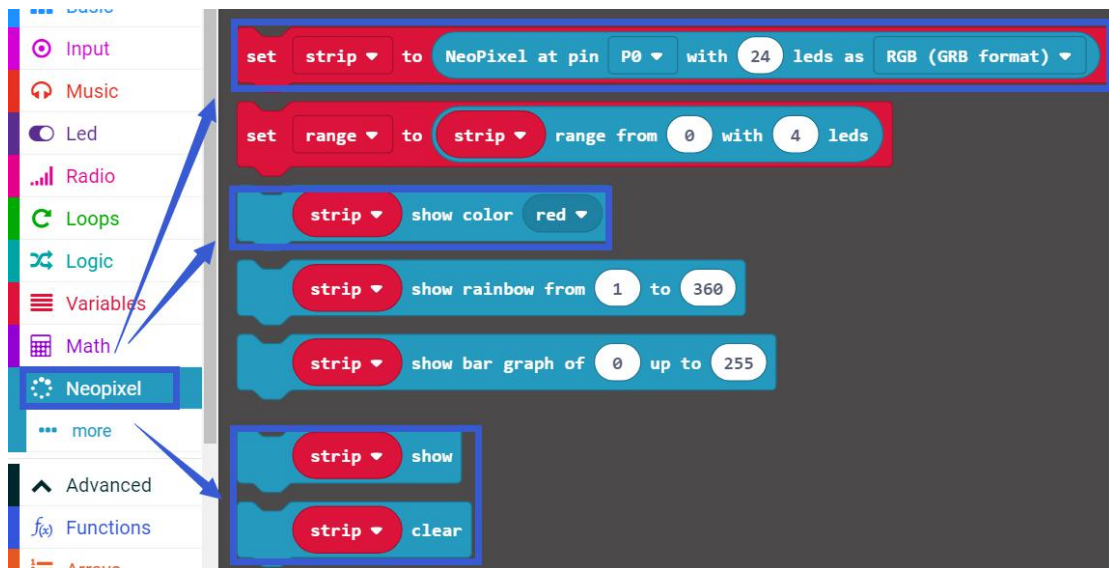 Basic
Input
Music
Led
Radio
Loops
Logic
Variables
Math
Neopixel
more
Advanced
f(x) Functions
Arrays
set strip to NeoPixel at pin P0 with 24 leds as RGB (GRB format)
set range to strip range from 0 with 4 leds
strip show color red
strip show rainbow from 1 to 360
strip show bar graph of 0 up to 255
strip show
strip clear